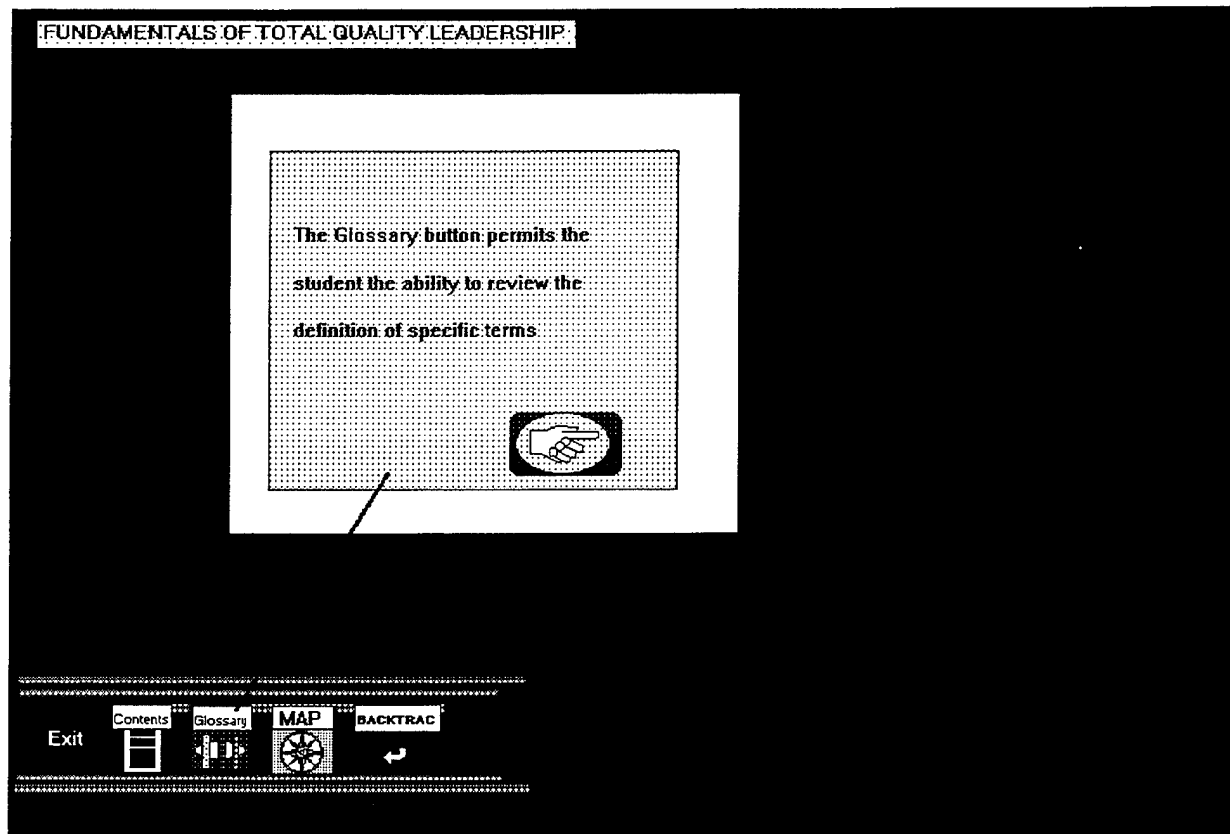 FUNDAMENTALS OF TOTAL QUALITY LEADERSHIP
The Glossary button permits the
student the ability to review the
definition of specific terms
Exit
Contents
Glossary
MAP
BACKTRAC